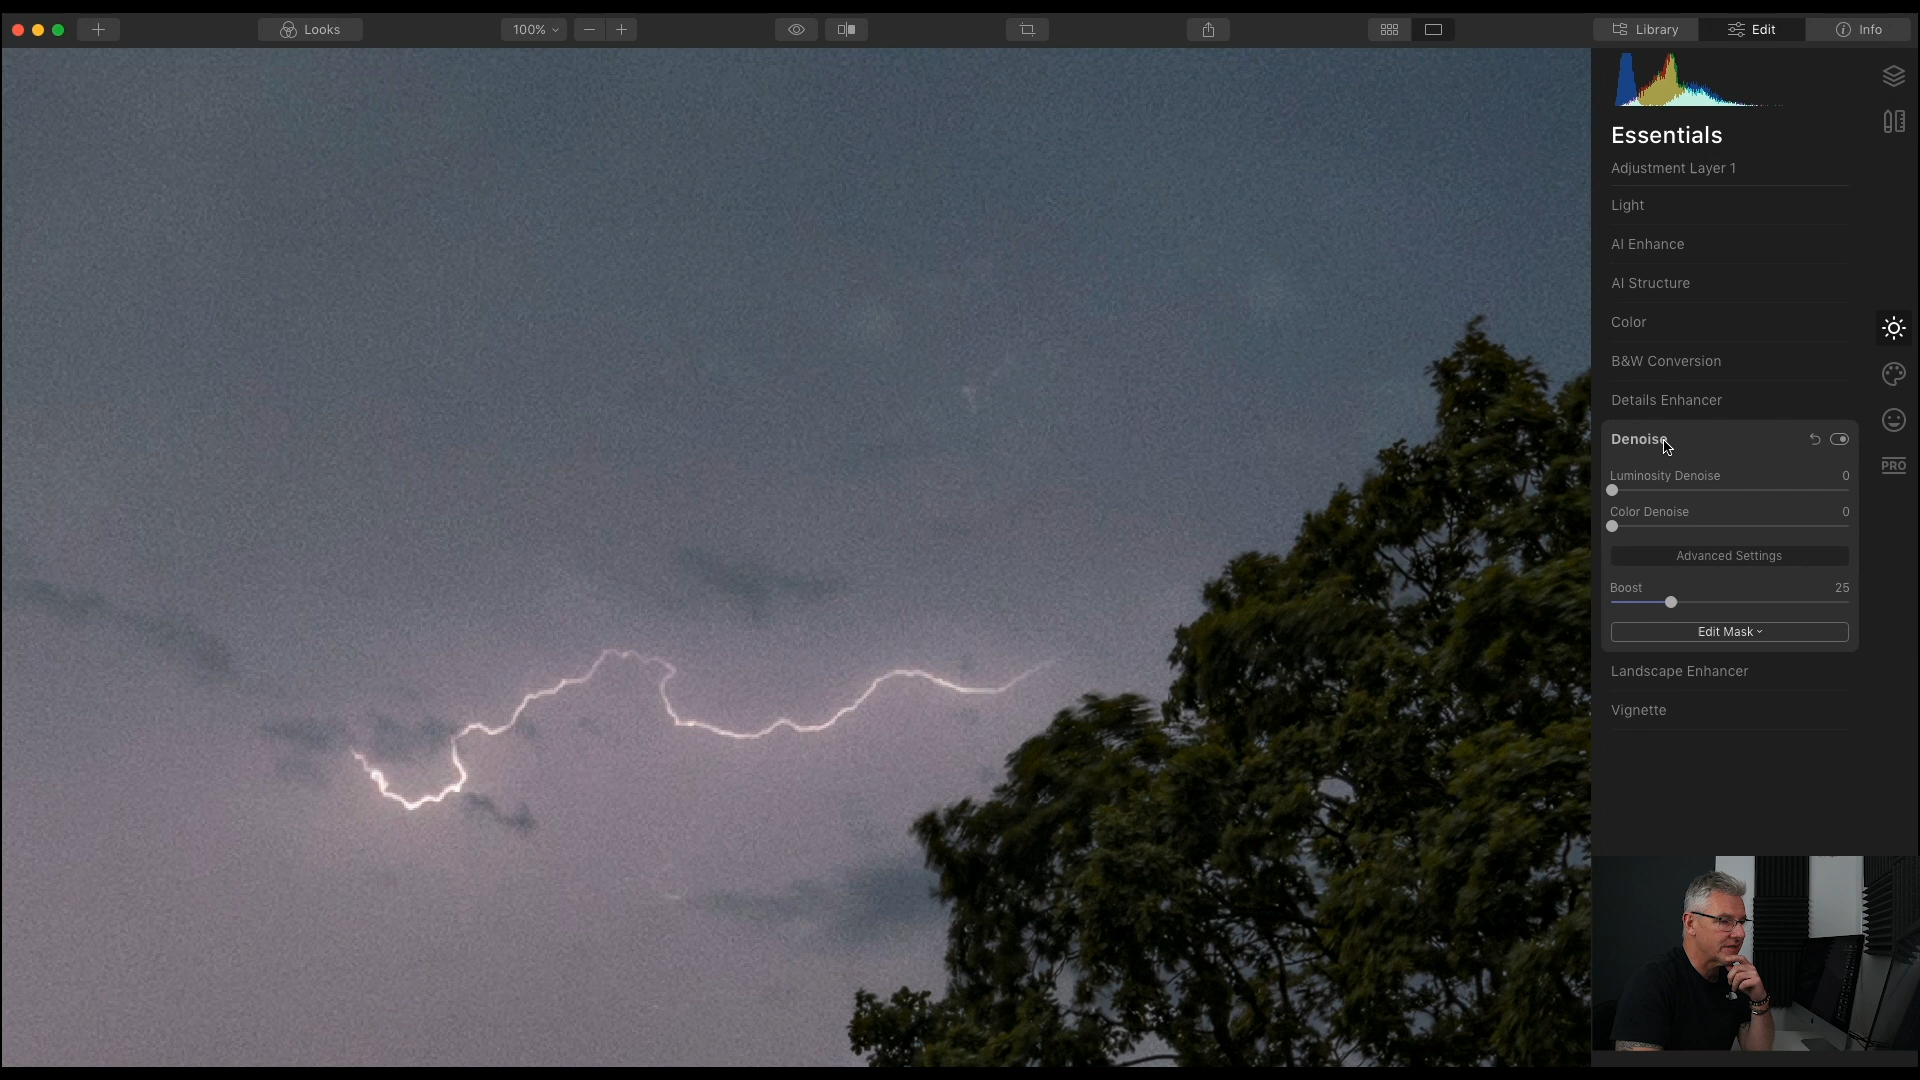 Looks
100%
Library
Edit
Info
Essentials
Adjustment Layer 1
Light
AI Enhance
AI Structure
Color
B&W Conversion
Details Enhancer
Denoise
Luminosity Denoise 0
Color Denoise 0
Advanced Settings
Boost 25
Edit Mask
Landscape Enhancer
Vignette
PRO